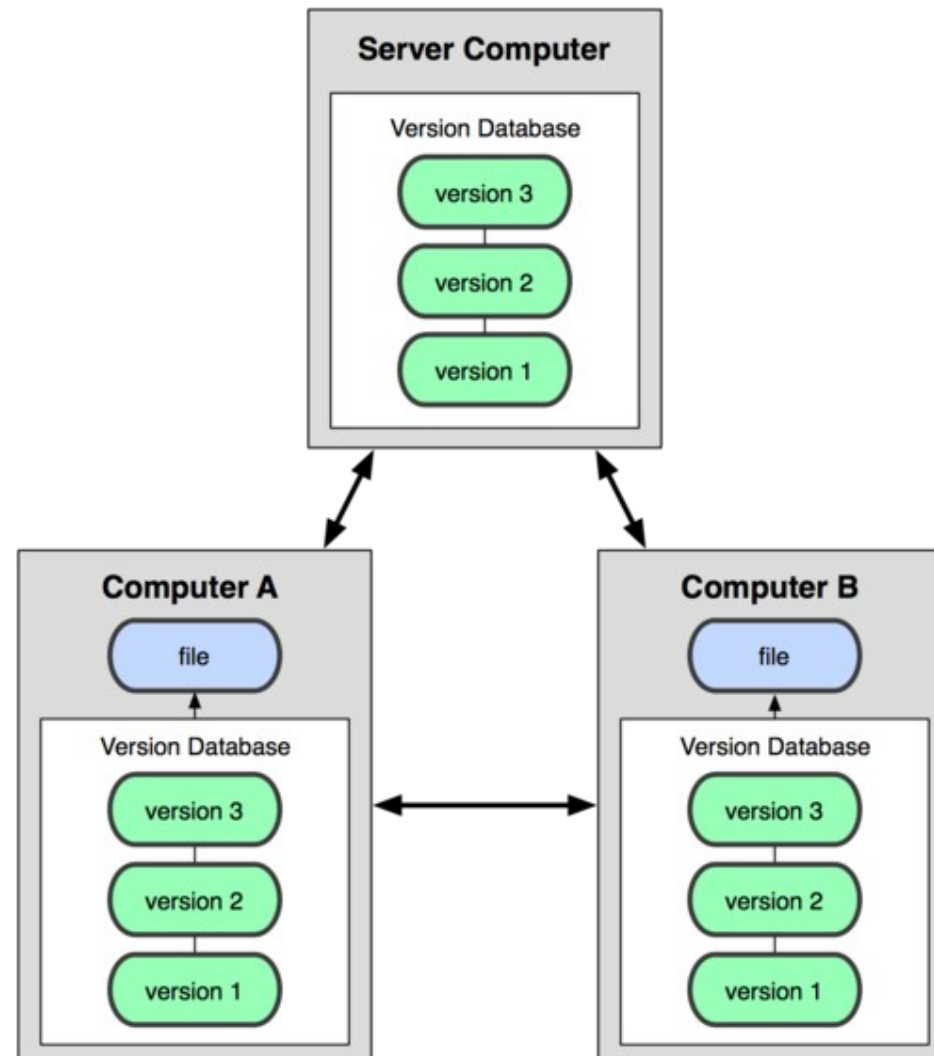 Server Computer
Version Database
version 3
version 2
version 1
Computer A
file
Version Database
version 3
version 2
version 1
Computer B
file
Version Database
version 3
version 2
version 1